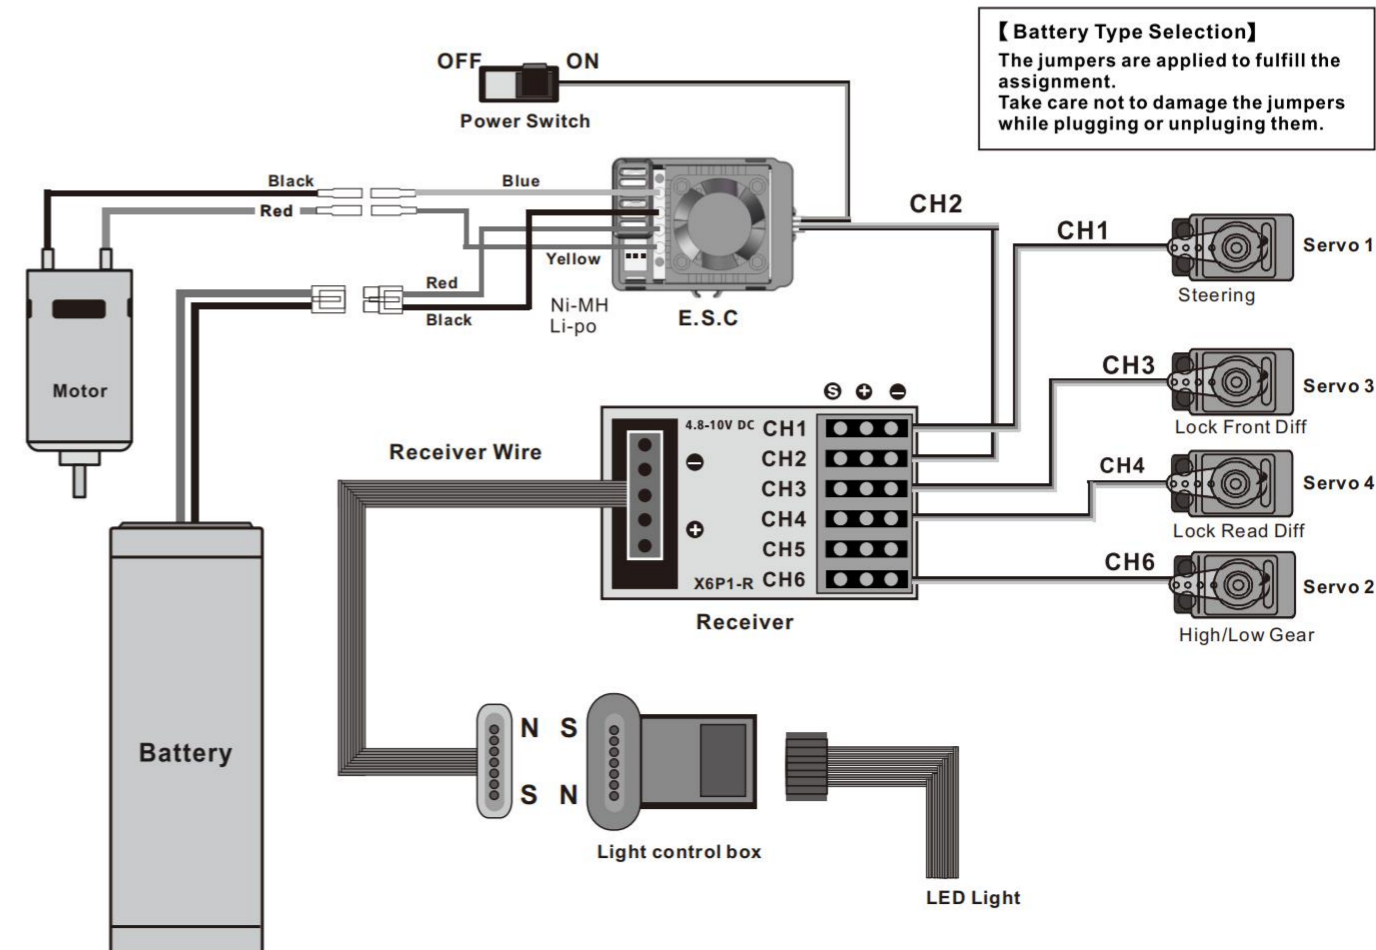 【Battery Type Selection】
The jumpers are applied to fulfill the
assignment.
Take care not to damage the jumpers
while plugging or unpluging them.
OFF ON
Power Switch
Black Blue
Red
Yellow
Red
Black
Ni-MH
Li-po
E.S.C
CH2
CH1
Servo 1
Steering
Motor
CH3
Servo 3
Lock Front Diff
CH4
Servo 4
Lock Read Diff
CH6
Servo 2
High/Low Gear
Receiver Wire
S + -
4.8-10V DC CH1
- CH2
CH3
+ CH4
CH5
X6P1-R CH6
Receiver
Battery
N S
S N
Light control box
LED Light